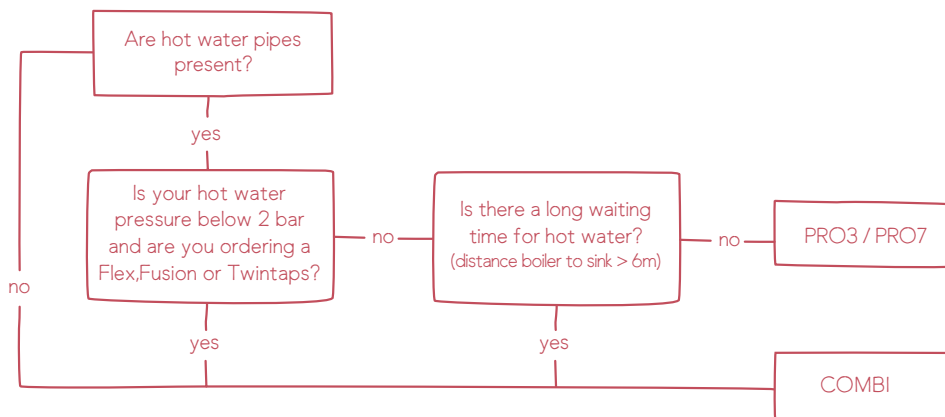 Are hot water pipes
present?
yes
Is your hot water
pressure below 2 bar
and are you ordering a
Flex,Fusion or Twintaps?
no
Is there a long waiting
time for hot water?
(distance boiler to sink > 6m)
no
PRO3 / PRO7
no
yes
yes
COMBI